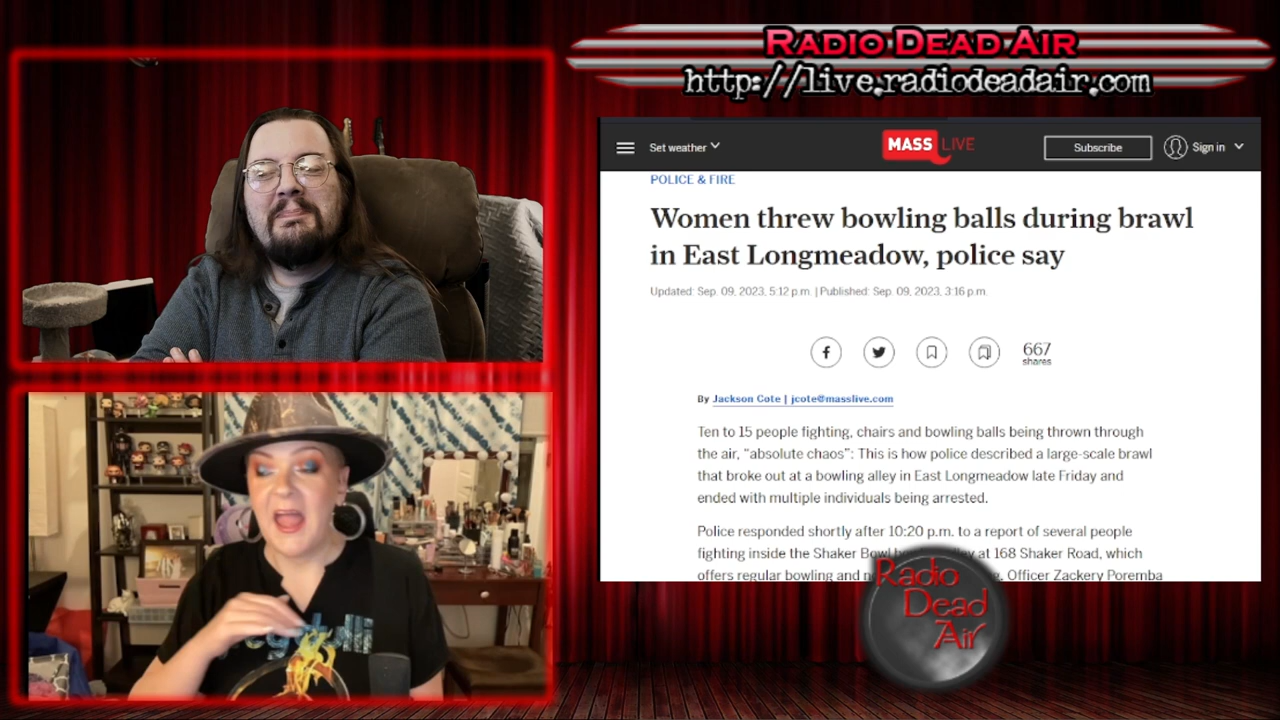 Radio Dead Air
http://live.radiodeadair.com
Set weather
MASS LIVE
Subscribe
Sign in
POLICE & FIRE
Women threw bowling balls during brawl
in East Longmeadow, police say
Updated: Sep. 09, 2023, 5:12 p.m. | Published: Sep. 09, 2023, 3:16 p.m.
667
shares
By Jackson Cote | jcote@masslive.com
Ten to 15 people fighting, chairs and bowling balls being thrown through
the air, “absolute chaos”: This is how police described a large-scale brawl
that broke out at a bowling alley in East Longmeadow late Friday and
ended with multiple individuals being arrested.
Police responded shortly after 10:20 p.m. to a report of several people
fighting inside the Shaker Bowl at 168 Shaker Road, which
offers regular bowling and Officer Zackery Poremba
Radio
Dead
Air